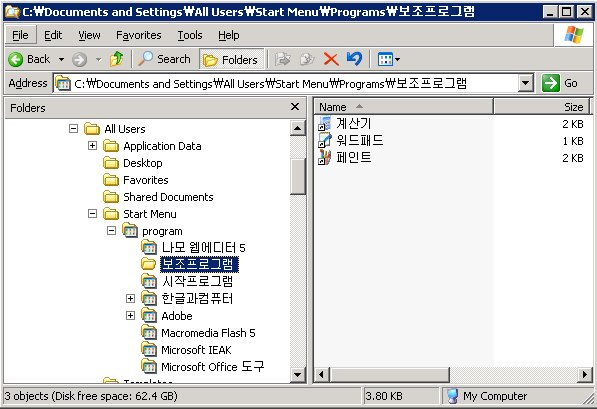 C:₩Documents and Settings₩All Users₩Start Menu₩Programs₩보조프로그램
File Edit View Favorites Tools Help
Back Search Folders
Address C:₩Documents and Settings₩All Users₩Start Menu₩Programs₩보조프로그램 Go
Folders
All Users
Application Data
Desktop
Favorites
Shared Documents
Start Menu
program
나모 웹에디터 5
보조프로그램
시작프로그램
한글과컴퓨터
Adobe
Macromedia Flash 5
Microsoft IEAK
Microsoft Office 도구
Templates
Name Size
계산기 2 KB
워드패드 1 KB
페인트 2 KB
3 objects (Disk free space: 62.4 GB) 3.80 KB My Computer